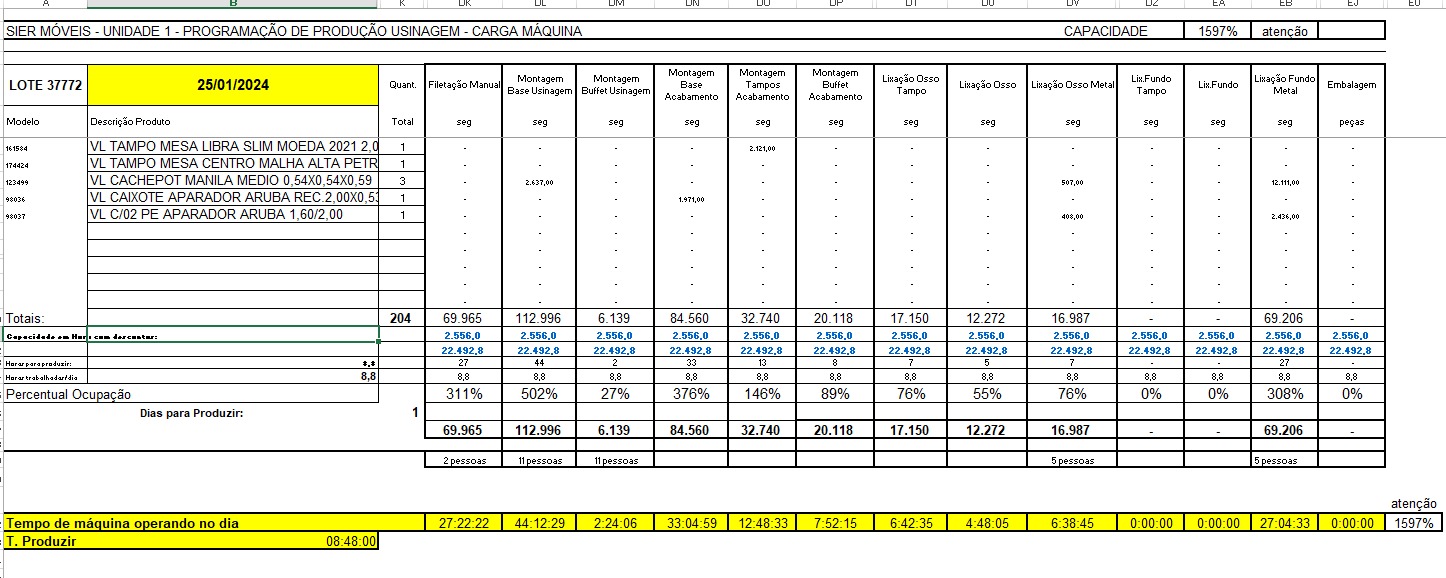 A B K DK DL DM DN DO DP DT DU DV DZ EA EB EJ EU
SIER MÓVEIS - UNIDADE 1 - PROGRAMAÇÃO DE PRODUÇÃO USINAGEM - CARGA MÁQUINA CAPACIDADE 1597% atenção
LOTE 37772 25/01/2024 Quant. Filetação Manual Montagem Base Usinagem Montagem Buffet Usinagem Montagem Base Acabamento Montagem Tampos Acabamento Montagem Buffet Acabamento Lixação Osso Tampo Lixação Osso Lixação Osso Metal Lix.Fundo Tampo Lix.Fundo Lixação Fundo Metal Embalagem
Modelo Descrição Produto Total seg seg seg seg seg seg seg seg seg seg seg seg peças
161584 VL TAMPO MESA LIBRA SLIM MOEDA 2021 2,0 1 - - - - 2.121,00 - - - - - - - -
174424 VL TAMPO MESA CENTRO MALHA ALTA PETR 1 - - - - - - - - - - - - -
123499 VL CACHEPOT MANILA MEDIO 0,54X0,54X0,59 3 - 2.637,00 - - - - - - 507,00 - - 12.111,00 -
98036 VL CAIXOTE APARADOR ARUBA REC.2,00X0,53 1 - - - 1.971,00 - - - - - - - - -
98037 VL C/02 PE APARADOR ARUBA 1,60/2,00 1 - - - - - - - - 408,00 - - 2.436,00 -
- - - - - - - - - - - - -
- - - - - - - - - - - - -
- - - - - - - - - - - - -
- - - - - - - - - - - - -
- - - - - - - - - - - - -
Totais: 204 69.965 112.996 6.139 84.560 32.740 20.118 17.150 12.272 16.987 - - 69.206 -
Capacidade em Hora com descontar: 2.556,0 2.556,0 2.556,0 2.556,0 2.556,0 2.556,0 2.556,0 2.556,0 2.556,0 2.556,0 2.556,0 2.556,0 2.556,0
22.492,8 22.492,8 22.492,8 22.492,8 22.492,8 22.492,8 22.492,8 22.492,8 22.492,8 22.492,8 22.492,8 22.492,8 22.492,8
Horas para produzir: 8,8 27 44 2 33 13 8 7 5 7 - - 27 -
Horas trabalhadas/dia 8,8 8,8 8,8 8,8 8,8 8,8 8,8 8,8 8,8 8,8 8,8 8,8 8,8 8,8
Percentual Ocupação 311% 502% 27% 376% 146% 89% 76% 55% 76% 0% 0% 308% 0%
Dias para Produzir: 1
69.965 112.996 6.139 84.560 32.740 20.118 17.150 12.272 16.987 - - 69.206 -
2 pessoas 11 pessoas 11 pessoas 5 pessoas 5 pessoas
atenção
Tempo de máquina operando no dia 27:22:22 44:12:29 2:24:06 33:04:59 12:48:33 7:52:15 6:42:35 4:48:05 6:38:45 0:00:00 0:00:00 27:04:33 0:00:00 1597%
T. Produzir 08:48:00